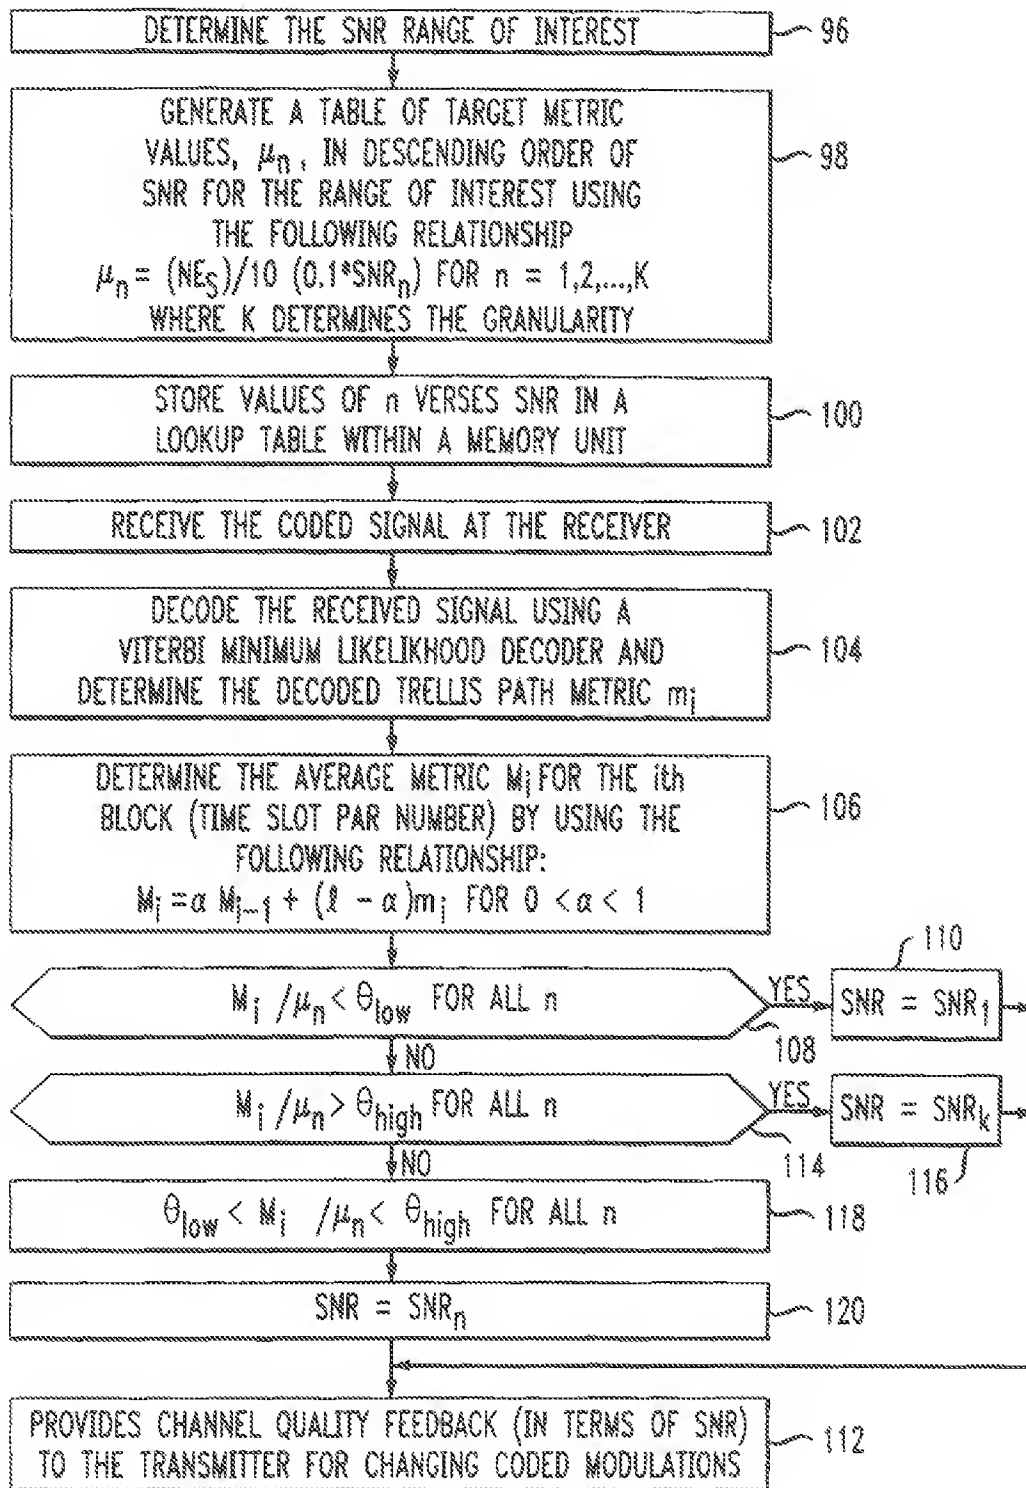 DETERMINE THE SNR RANGE OF INTEREST
96
GENERATE A TABLE OF TARGET METRIC
VALUES, μn, IN DESCENDING ORDER OF
SNR FOR THE RANGE OF INTEREST USING
THE FOLLOWING RELATIONSHIP
μn = (NES)/10 (0.1*SNRn) FOR n = 1,2,...,K
WHERE K DETERMINES THE GRANULARITY
98
STORE VALUES OF n VERSES SNR IN A
LOOKUP TABLE WITHIN A MEMORY UNIT
100
RECEIVE THE CODED SIGNAL AT THE RECEIVER
102
DECODE THE RECEIVED SIGNAL USING A
VITERBI MINIMUM LIKELIKHOOD DECODER AND
DETERMINE THE DECODED TRELLIS PATH METRIC mi
104
DETERMINE THE AVERAGE METRIC Mi FOR THE ith
BLOCK (TIME SLOT PAR NUMBER) BY USING THE
FOLLOWING RELATIONSHIP:
Mi = α Mi-1 + (ℓ - α)mi FOR 0 < α < 1
106
Mi /μn < θlow FOR ALL n
108
YES
SNR = SNR1
110
NO
Mi /μn > θhigh FOR ALL n
114
YES
SNR = SNRk
116
NO
θlow < Mi /μn < θhigh FOR ALL n
118
SNR = SNRn
120
PROVIDES CHANNEL QUALITY FEEDBACK (IN TERMS OF SNR)
TO THE TRANSMITTER FOR CHANGING CODED MODULATIONS
112